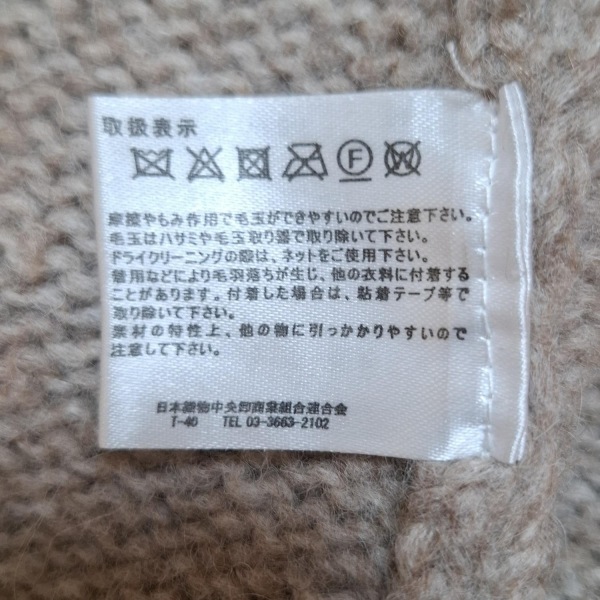 取扱表示
F W
摩擦やもみ作用で毛玉ができやすいのでご注意下さい。
毛玉はハサミや毛玉取り器で取り除いて下さい。
ドライクリーニングの際は、ネットをご使用下さい。
着用などにより毛羽落ちが生じ、他の衣料に付着する
ことがあります。付着した場合は、粘着テープ等で
取り除いて下さい。
素材の特性上、他の物に引っかかりやすいので
注意して下さい。
日本織物中央卸商業組合連合会
T-40 TEL 03-3663-2102